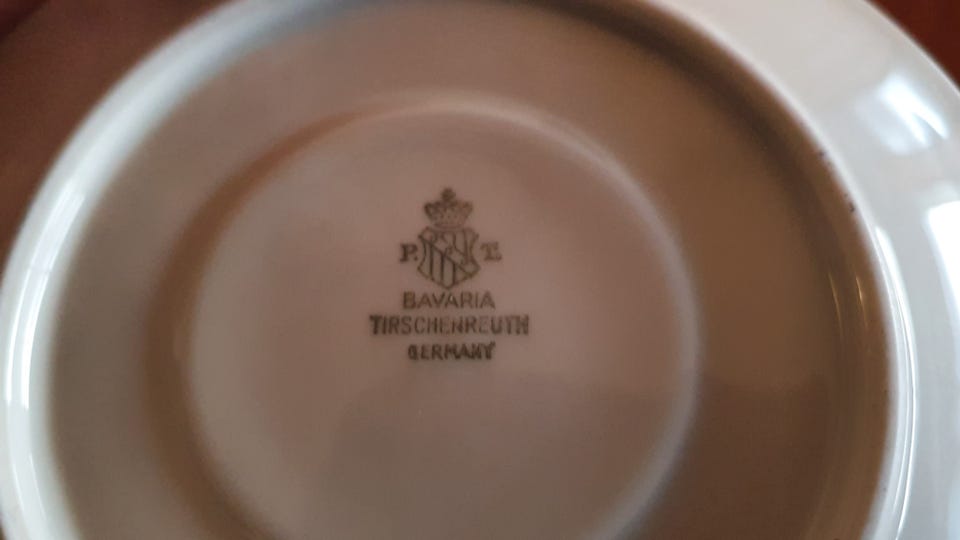 P. T.
BAVARIA
TIRSCHENREUTH
GERMANY